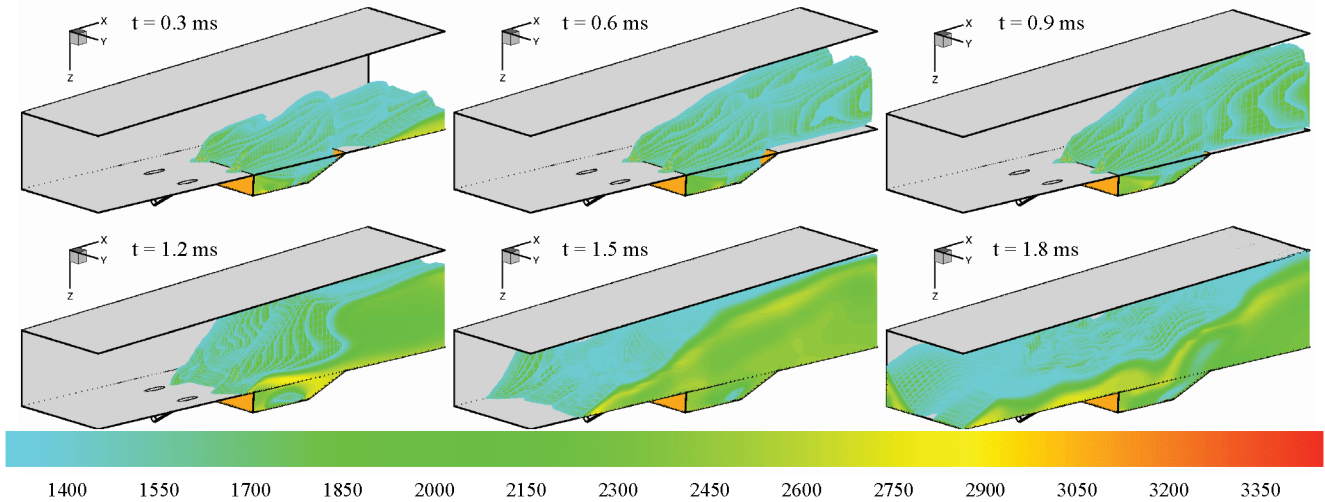 t = 0.3 ms
X
Y
Z
t = 0.6 ms
X
Y
Z
t = 0.9 ms
X
Y
Z
t = 1.2 ms
X
Y
Z
t = 1.5 ms
X
Y
Z
t = 1.8 ms
X
Y
Z
1400 1550 1700 1850 2000 2150 2300 2450 2600 2750 2900 3050 3200 3350